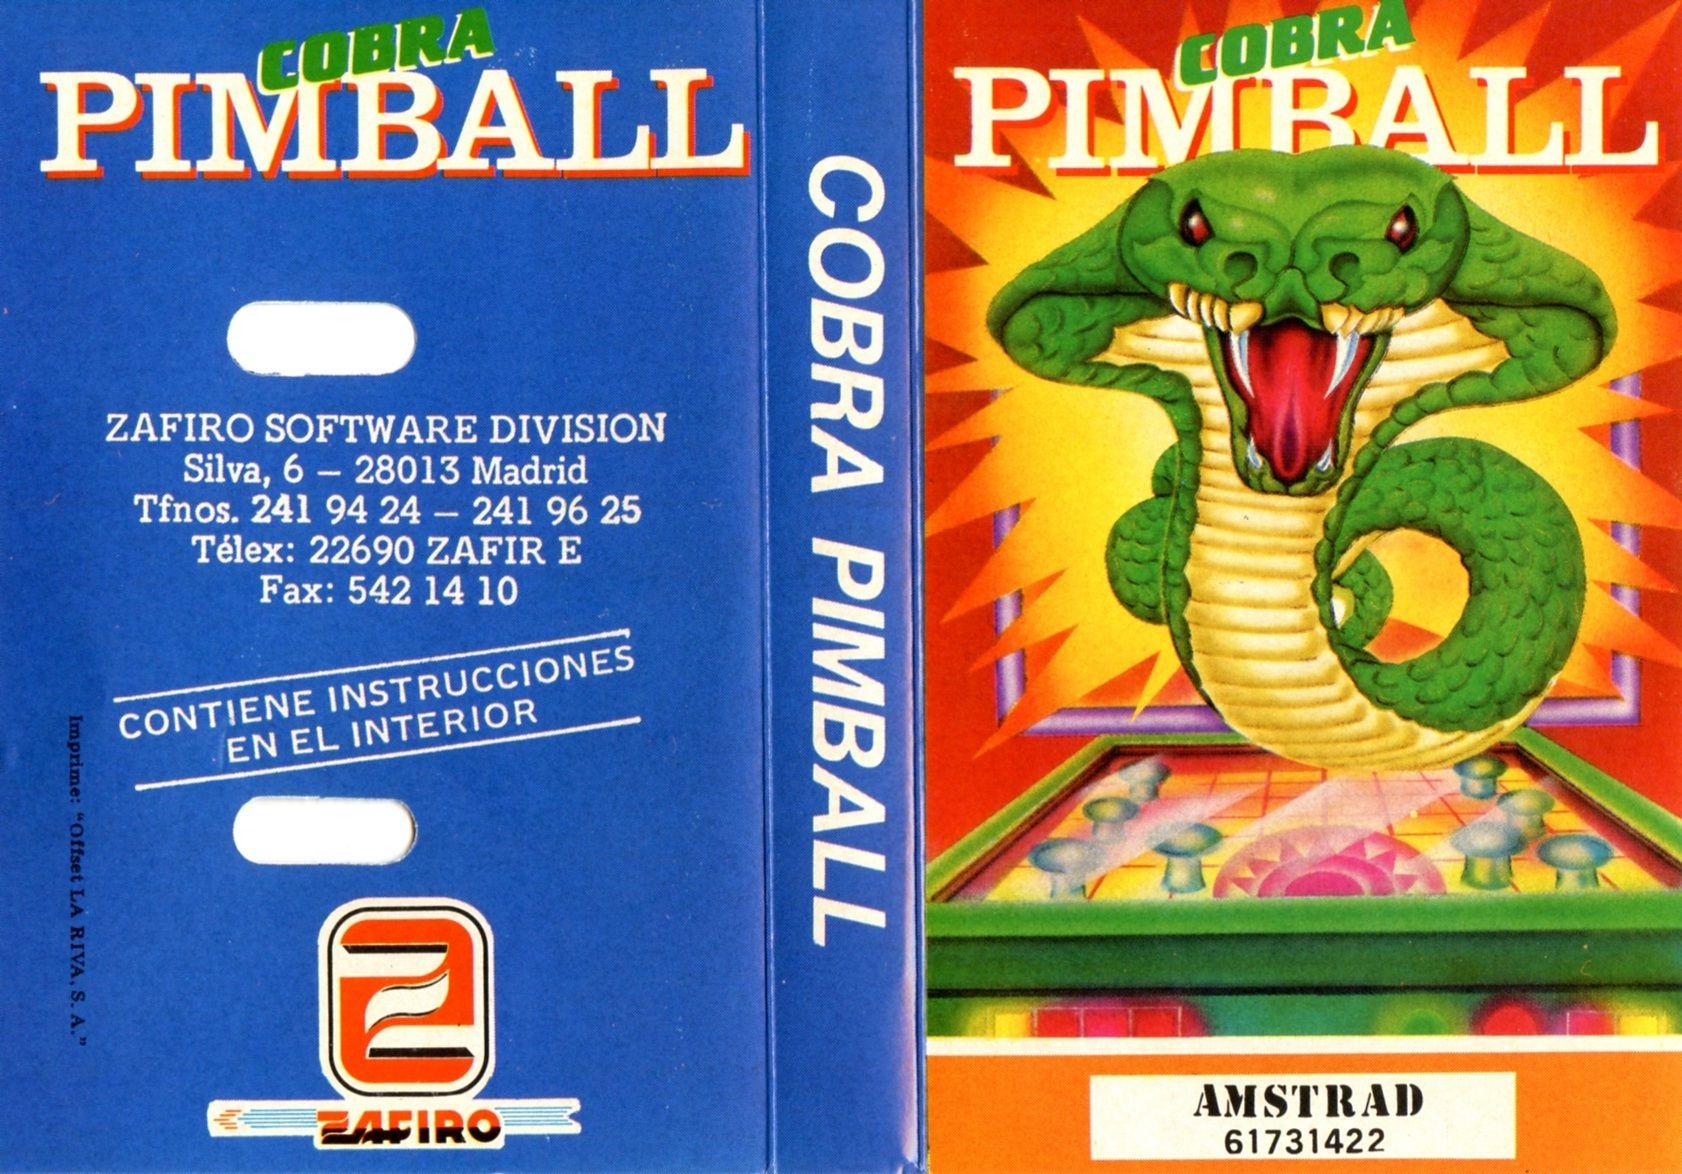 COBRA
PIMBALL
ZAFIRO SOFTWARE DIVISION
Silva, 6 – 28013 Madrid
Tfnos. 241 94 24 – 241 96 25
Télex: 22690 ZAFIR E
Fax: 542 14 10
CONTIENE INSTRUCCIONES
EN EL INTERIOR
Imprime: "Offset LA RIVA, S. A."
ZAFIRO
COBRA PIMBALL
COBRA
PIMBALL
AMSTRAD
61731422